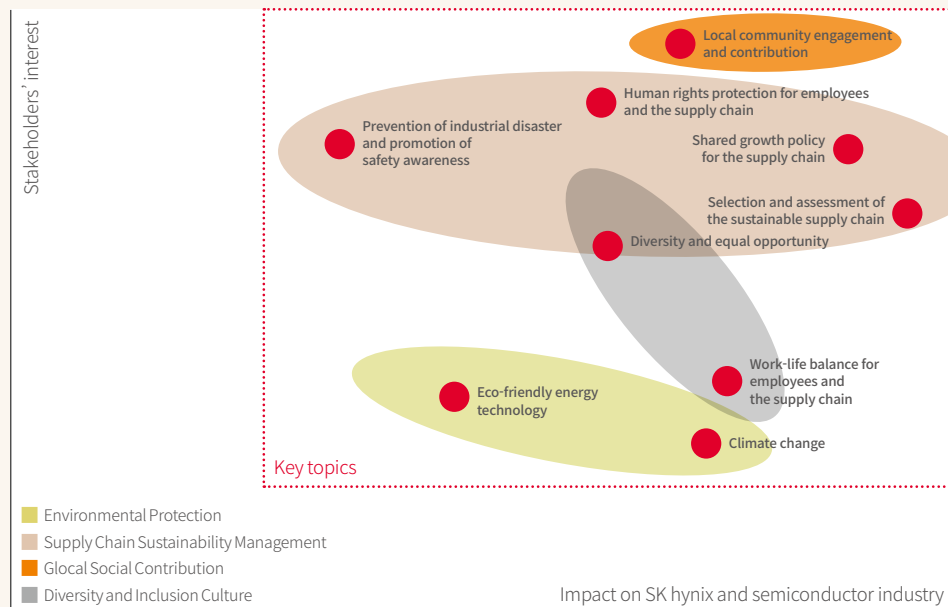 Stakeholders' interest
Local community engagement
and contribution
Human rights protection for employees
and the supply chain
Prevention of industrial disaster
and promotion of
safety awareness
Shared growth policy
for the supply chain
Selection and assessment of
the sustainable supply chain
Diversity and equal opportunity
Work-life balance for
employees and
the supply chain
Eco-friendly energy
technology
Climate change
Key topics
Environmental Protection
Supply Chain Sustainability Management
Glocal Social Contribution
Diversity and Inclusion Culture
Impact on SK hynix and semiconductor industry